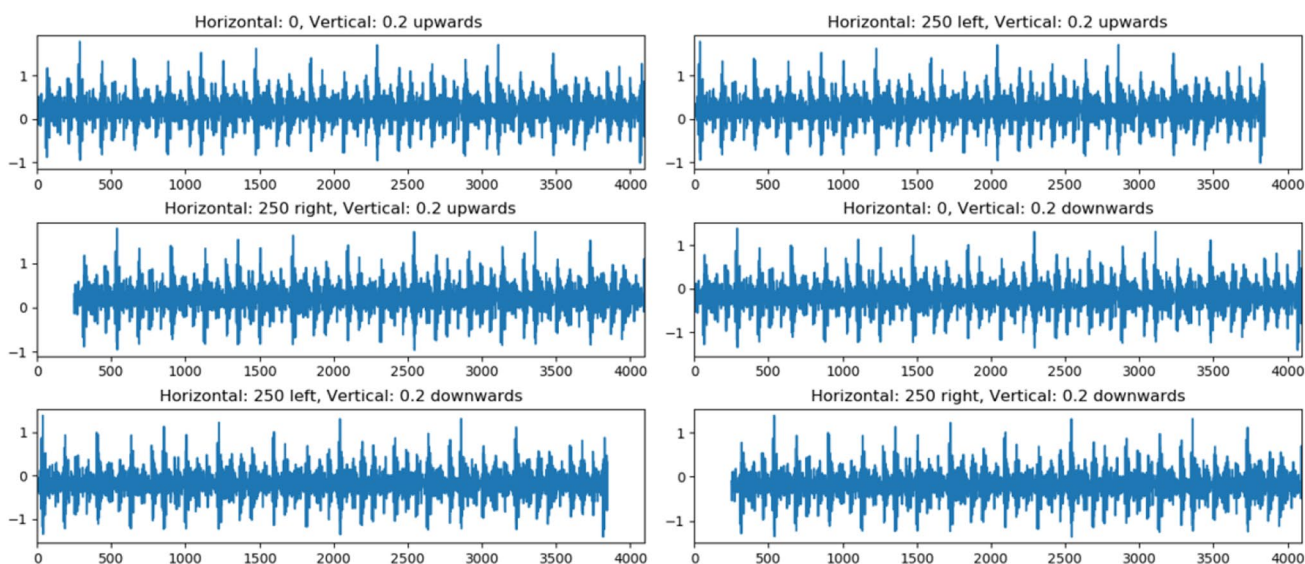 Horizontal: 0, Vertical: 0.2 upwards
1
0
−1
0 500 1000 1500 2000 2500 3000 3500 4000
Horizontal: 250 left, Vertical: 0.2 upwards
0 500 1000 1500 2000 2500 3000 3500 4000
1
0
−1
Horizontal: 250 right, Vertical: 0.2 upwards
1
0
−1
0 500 1000 1500 2000 2500 3000 3500 4000
Horizontal: 0, Vertical: 0.2 downwards
1
0
−1
0 500 1000 1500 2000 2500 3000 3500 4000
Horizontal: 250 left, Vertical: 0.2 downwards
1
0
−1
0 500 1000 1500 2000 2500 3000 3500 4000
Horizontal: 250 right, Vertical: 0.2 downwards
1
0
−1
0 500 1000 1500 2000 2500 3000 3500 4000